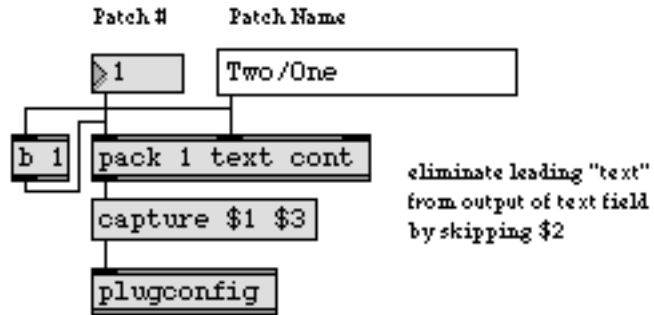 Patch # Patch Name
1 Two/One
b 1 pack 1 text cont
eliminate leading "text"
from output of text field
by skipping $2
capture $1 $3
plugconfig